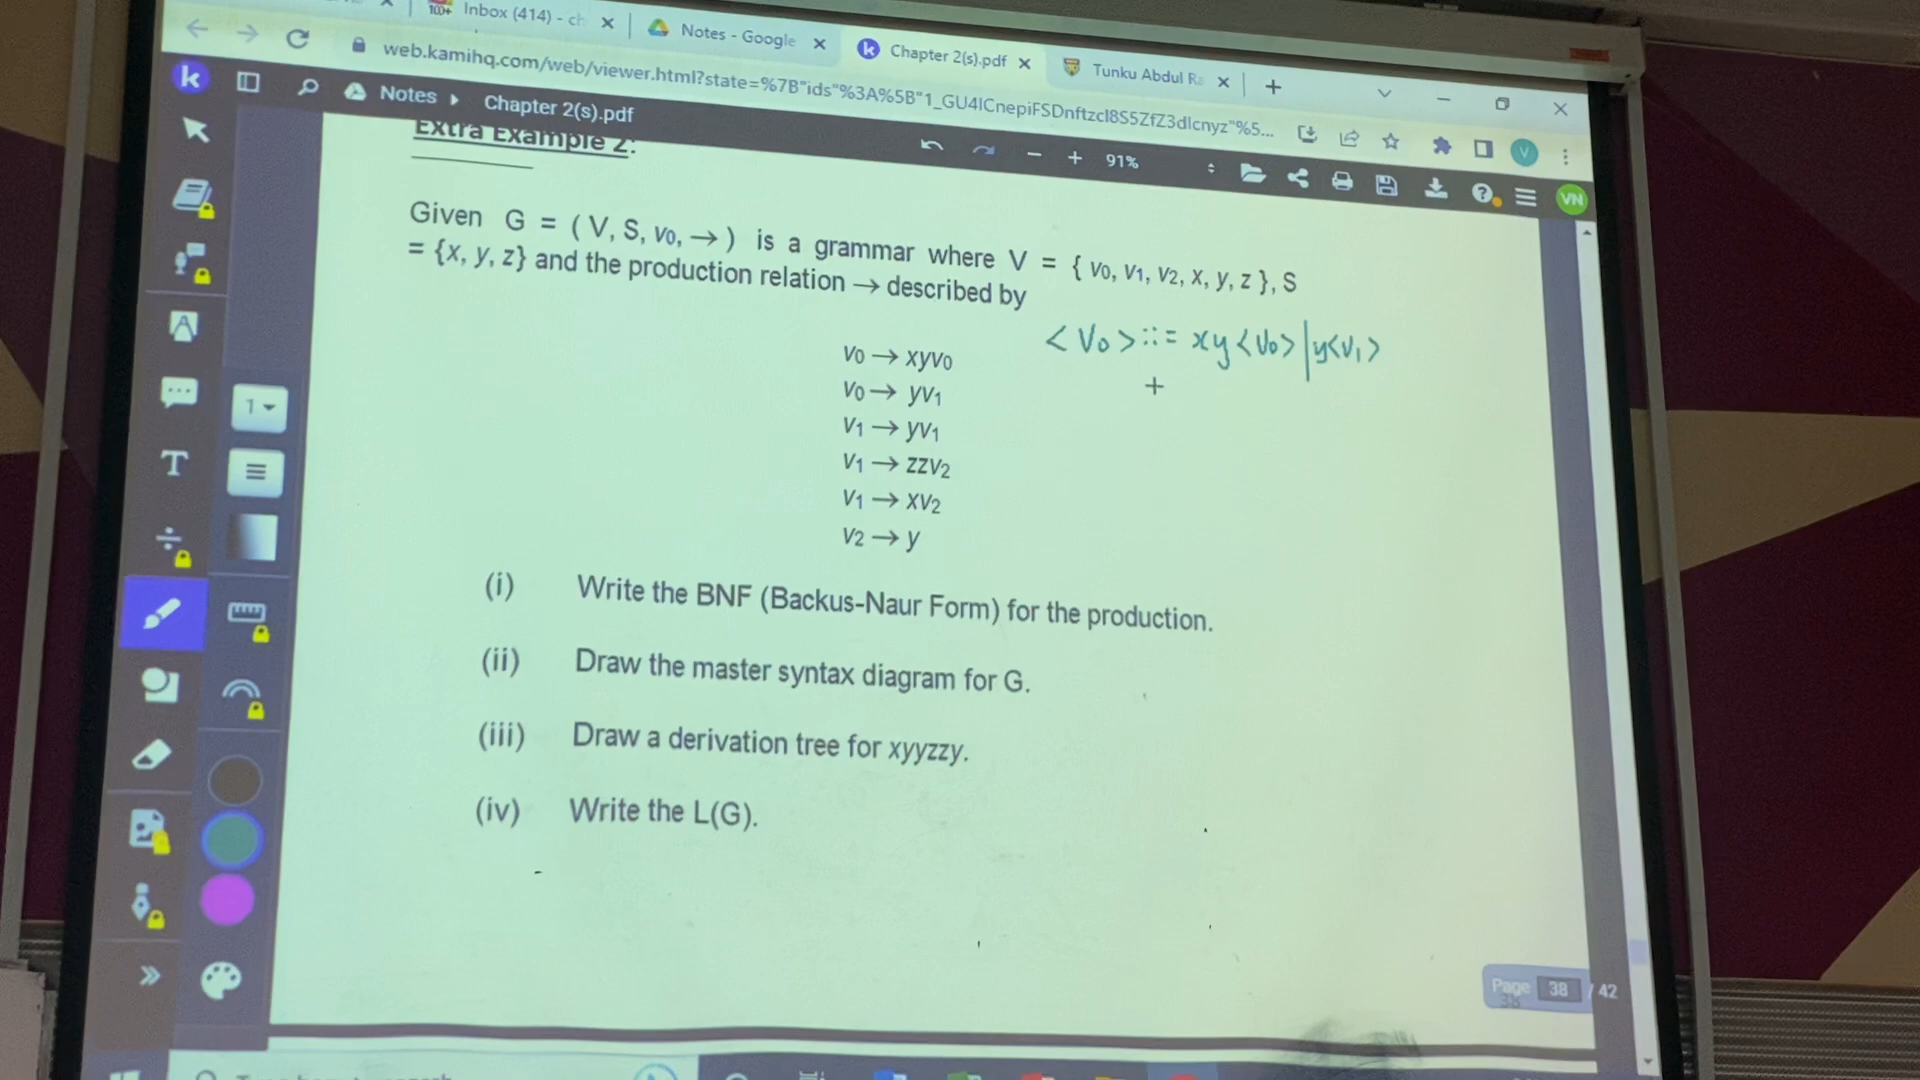 Inbox (414) - ch
Notes - Google
Chapter 2(s).pdf
Tunku Abdul Ra
web.kamihq.com/web/viewer.html?state=%7B"ids"%3A%5B"1_GU4ICnepiFSDnftzcI8S5ZfZ3dlcnyz"%5...
Notes
Chapter 2(s).pdf
91%
VN
Extra Example 2:
Given G = ( V, S, v0, → ) is a grammar where V = { v0, v1, v2, x, y, z }, S
= {x, y, z} and the production relation → described by
<V0> ::= xy<V0>|y<V1>
v0 → xyv0
v0 → yv1
v1 → yv1
v1 → zzv2
v1 → xv2
v2 → y
(i) Write the BNF (Backus-Naur Form) for the production.
(ii) Draw the master syntax diagram for G.
(iii) Draw a derivation tree for xyyzzy.
(iv) Write the L(G).
Page 38 / 42